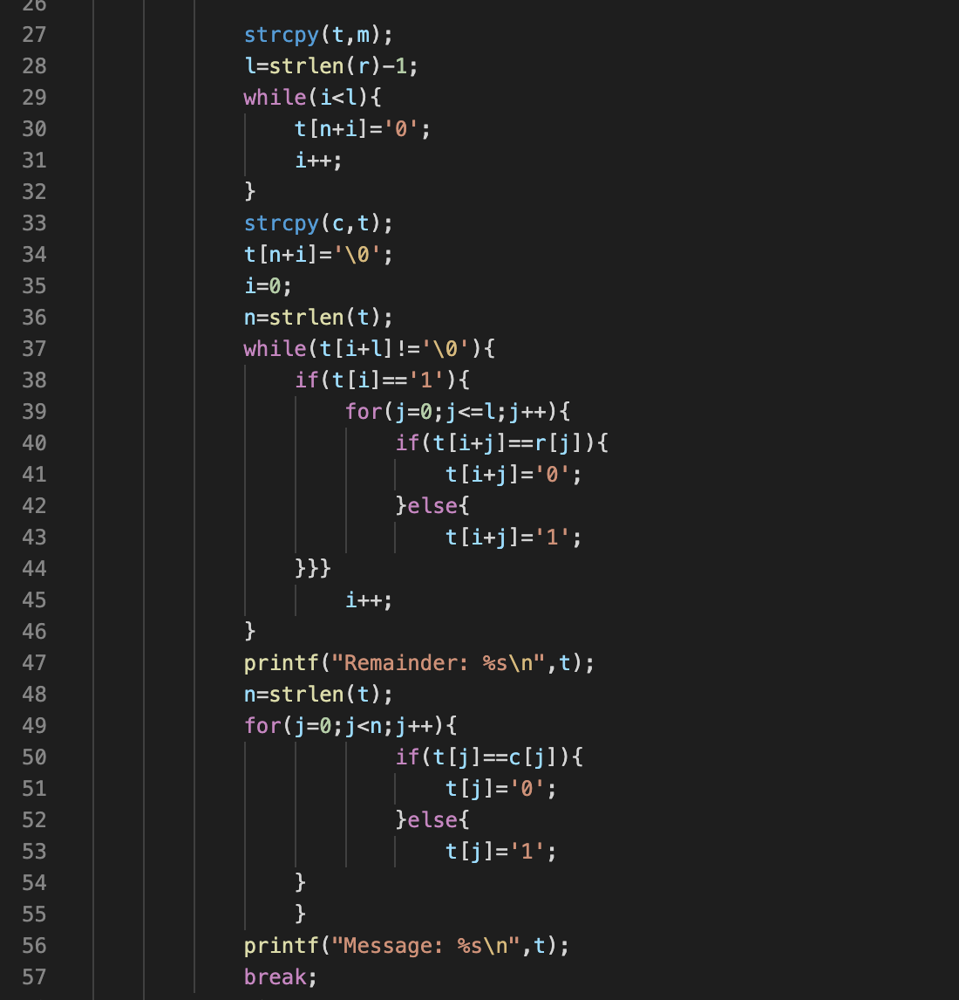 26
27 strcpy(t,m);
28 l=strlen(r)-1;
29 while(i<l){
30 t[n+i]='0';
31 i++;
32 }
33 strcpy(c,t);
34 t[n+i]='\0';
35 i=0;
36 n=strlen(t);
37 while(t[i+l]!='\0'){
38 if(t[i]=='1'){
39 for(j=0;j<=l;j++){
40 if(t[i+j]==r[j]){
41 t[i+j]='0';
42 }else{
43 t[i+j]='1';
44 }}}
45 i++;
46 }
47 printf("Remainder: %s\n",t);
48 n=strlen(t);
49 for(j=0;j<n;j++){
50 if(t[j]==c[j]){
51 t[j]='0';
52 }else{
53 t[j]='1';
54 }
55 }
56 printf("Message: %s\n",t);
57 break;